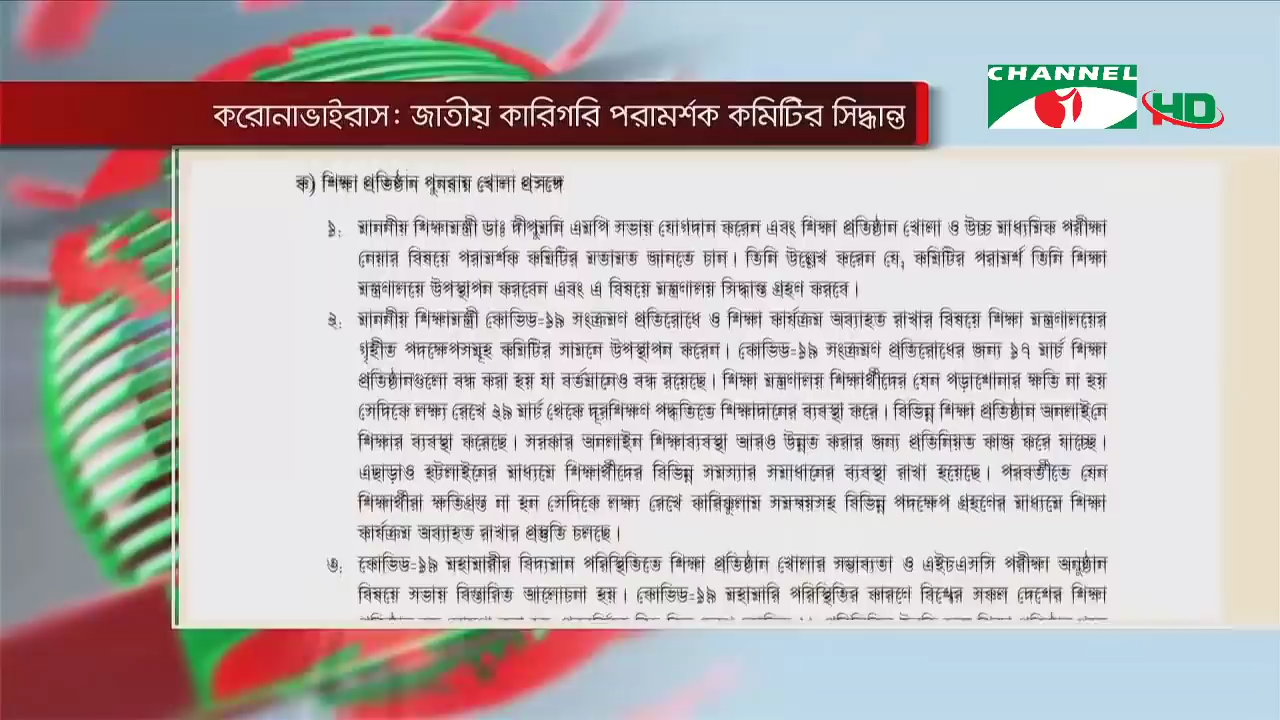 করোনাভাইরাস: জাতীয় কারিগরি পরামর্শক কমিটির সিদ্ধান্ত
CHANNEL
i HD
ক) শিক্ষা প্রতিষ্ঠান পুনরায় খোলা প্রসঙ্গে
১. মাননীয় শিক্ষামন্ত্রী ডাঃ দীপুমনি এমপি সভায় যোগদান করেন এবং শিক্ষা প্রতিষ্ঠান খোলা ও উচ্চ মাধ্যমিক পরীক্ষা
নেয়ার বিষয়ে পরামর্শক কমিটির মতামত জানতে চান। তিনি উল্লেখ করেন যে, কমিটির পরামর্শ তিনি শিক্ষা
মন্ত্রণালয়ে উপস্থাপন করবেন এবং এ বিষয়ে মন্ত্রণালয় সিদ্ধান্ত গ্রহণ করবে।
২. মাননীয় শিক্ষামন্ত্রী কোভিড-১৯ সংক্রমণ প্রতিরোধে ও শিক্ষা কার্যক্রম অব্যাহত রাখার বিষয়ে শিক্ষা মন্ত্রণালয়ের
গৃহীত পদক্ষেপসমূহ কমিটির সামনে উপস্থাপন করেন। কোভিড-১৯ সংক্রমণ প্রতিরোধের জন্য ১৭ মার্চ শিক্ষা
প্রতিষ্ঠানগুলো বন্ধ করা হয় যা বর্তমানেও বন্ধ রয়েছে। শিক্ষা মন্ত্রণালয় শিক্ষার্থীদের যেন পড়াশোনার ক্ষতি না হয়
সেদিকে লক্ষ্য রেখে ২৯ মার্চ থেকে দূরশিক্ষণ পদ্ধতিতে শিক্ষাদানের ব্যবস্থা করে। বিভিন্ন শিক্ষা প্রতিষ্ঠান অনলাইনে
শিক্ষার ব্যবস্থা করেছে। সরকার অনলাইন শিক্ষাব্যবস্থা আরও উন্নত করার জন্য প্রতিনিয়ত কাজ করে যাচ্ছে।
এছাড়াও হটলাইনের মাধ্যমে শিক্ষার্থীদের বিভিন্ন সমস্যার সমাধানের ব্যবস্থা রাখা হয়েছে। পরবর্তীতে যেন
শিক্ষার্থীরা ক্ষতিগ্রস্ত না হন সেদিকে লক্ষ্য রেখে কারিকুলাম সমন্বয়সহ বিভিন্ন পদক্ষেপ গ্রহণের মাধ্যমে শিক্ষা
কার্যক্রম অব্যাহত রাখার প্রস্তুতি চলছে।
৩. কোভিড-১৯ মহামারীর বিদ্যমান পরিস্থিতিতে শিক্ষা প্রতিষ্ঠান খোলার সম্ভাব্যতা ও এইচএসসি পরীক্ষা অনুষ্ঠান
বিষয়ে সভায় বিস্তারিত আলোচনা হয়। কোভিড-১৯ মহামারি পরিস্থিতির কারণে বিশ্বের সকল দেশের শিক্ষা